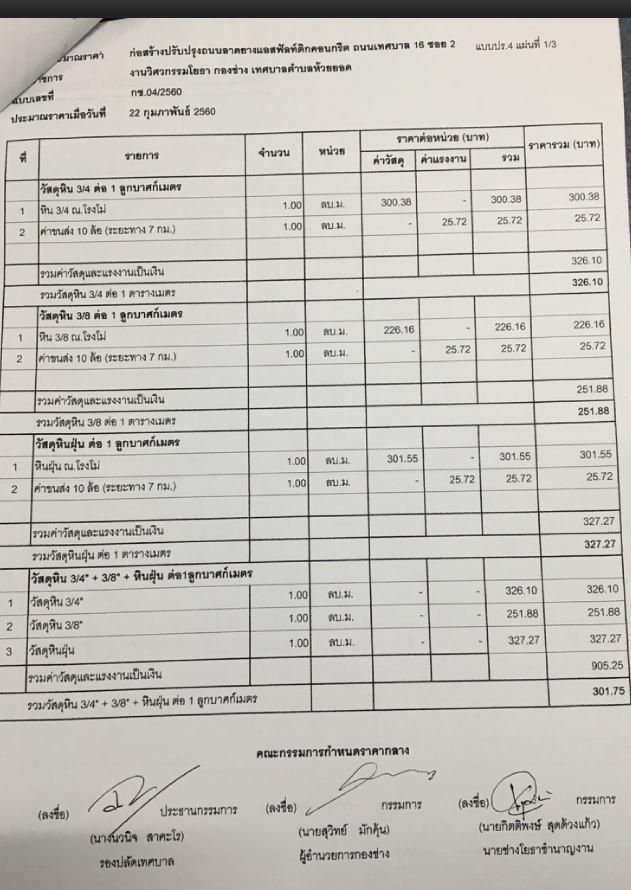 ประมาณราคา ก่อสร้างปรับปรุงถนนลาดยางแอสฟัลท์ติกคอนกรีต ถนนเทศบาล 16 ซอย 2 แบบปร.4 แผ่นที่ 1/3
งานวิศวกรรมโยธา กองช่าง เทศบาลตำบลห้วยยอด
แบบเลขที่ กช.04/2560
ประมาณราคาเมื่อวันที่ 22 กุมภาพันธ์ 2560
ที่ รายการ จำนวน หน่วย ราคาต่อหน่วย (บาท) ราคารวม (บาท)
ค่าวัสดุ ค่าแรงงาน รวม
วัสดุหิน 3/4 ต่อ 1 ลูกบาศก์เมตร
1 หิน 3/4 ณ.โรงโม่ 1.00 ลบ.ม. 300.38 - 300.38 300.38
2 ค่าขนส่ง 10 ล้อ (ระยะทาง 7 กม.) 1.00 ลบ.ม. - 25.72 25.72 25.72
รวมค่าวัสดุและแรงงานเป็นเงิน 326.10
รวมวัสดุหิน 3/4 ต่อ 1 ตารางเมตร 326.10
วัสดุหิน 3/8 ต่อ 1 ลูกบาศก์เมตร
1 หิน 3/8 ณ.โรงโม่ 1.00 ลบ.ม. 226.16 - 226.16 226.16
2 ค่าขนส่ง 10 ล้อ (ระยะทาง 7 กม.) 1.00 ลบ.ม. - 25.72 25.72 25.72
รวมค่าวัสดุและแรงงานเป็นเงิน 251.88
รวมวัสดุหิน 3/8 ต่อ 1 ตารางเมตร 251.88
วัสดุหินฝุ่น ต่อ 1 ลูกบาศก์เมตร
1 หินฝุ่น ณ.โรงโม่ 1.00 ลบ.ม. 301.55 - 301.55 301.55
2 ค่าขนส่ง 10 ล้อ (ระยะทาง 7 กม.) 1.00 ลบ.ม. - 25.72 25.72 25.72
รวมค่าวัสดุและแรงงานเป็นเงิน 327.27
รวมวัสดุหินฝุ่น ต่อ 1 ตารางเมตร 327.27
วัสดุหิน 3/4" + 3/8" + หินฝุ่น ต่อ1ลูกบาศก์เมตร
1 วัสดุหิน 3/4" 1.00 ลบ.ม. - - 326.10 326.10
2 วัสดุหิน 3/8" 1.00 ลบ.ม. - - 251.88 251.88
3 วัสดุหินฝุ่น 1.00 ลบ.ม. - - 327.27 327.27
รวมค่าวัสดุและแรงงานเป็นเงิน 905.25
รวมวัสดุหิน 3/4" + 3/8" + หินฝุ่น ต่อ 1 ลูกบาศก์เมตร 301.75
คณะกรรมการกำหนดราคากลาง
(ลงชื่อ) ประธานกรรมการ (ลงชื่อ) กรรมการ (ลงชื่อ) กรรมการ
(นางนวนิจ สาคะโร) (นายสุวิทย์ มักคุ้น) (นายกิตติพงษ์ สุดด้วงแก้ว)
รองปลัดเทศบาล ผู้อำนวยการกองช่าง นายช่างโยธาชำนาญงาน